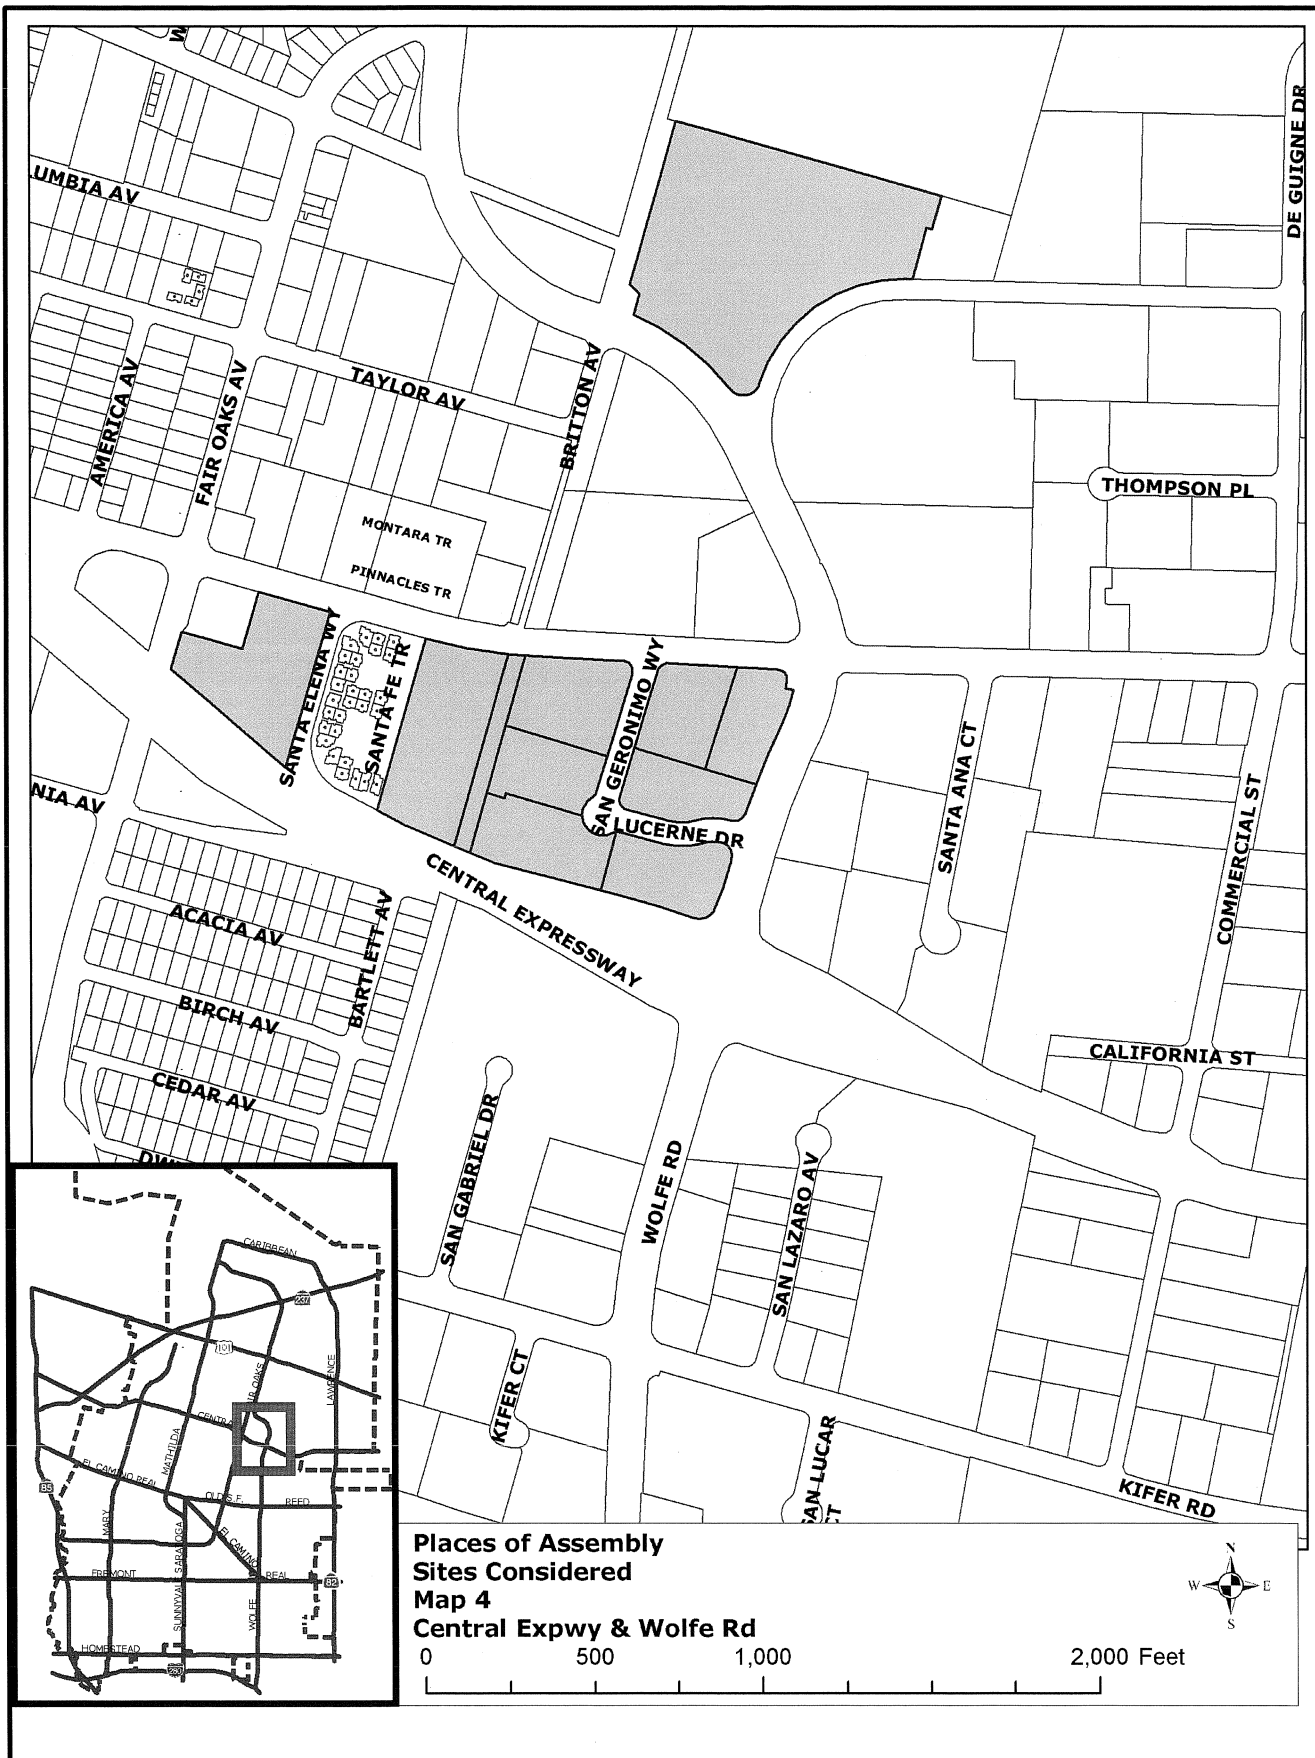 W
DE GUIGNE DR
UMBIA AV
AMERICA AV
FAIR OAKS AV
TAYLOR AV
BRITTON AV
THOMPSON PL
MONTARA TR
PINNACLES TR
SANTA ELENA WY
SANTA FE TR
SAN GERONIMO WY
LUCERNE DR
SANTA ANA CT
COMMERCIAL ST
NIA AV
CENTRAL EXPRESSWAY
ACACIA AV
BARTLETT AV
BIRCH AV
CEDAR AV
CALIFORNIA ST
SAN GABRIEL DR
WOLFE RD
SAN LAZARO AV
KIFER CT
SAN LUCAR
CT
KIFER RD
CARIBBEAN
237
101
IR OAKS
LAWRENCE
CENTRA
MATHILDA
EL CAMINO REAL
85
OLD S.F.
REED
MARY
SUNNYVALE SARATOGA
EL CAMINO
REAL
FREMONT
82
WOLFE
HOMESTEAD
280
Places of Assembly
Sites Considered
Map 4
Central Expwy & Wolfe Rd
0 500 1,000 2,000 Feet
N
W E
S